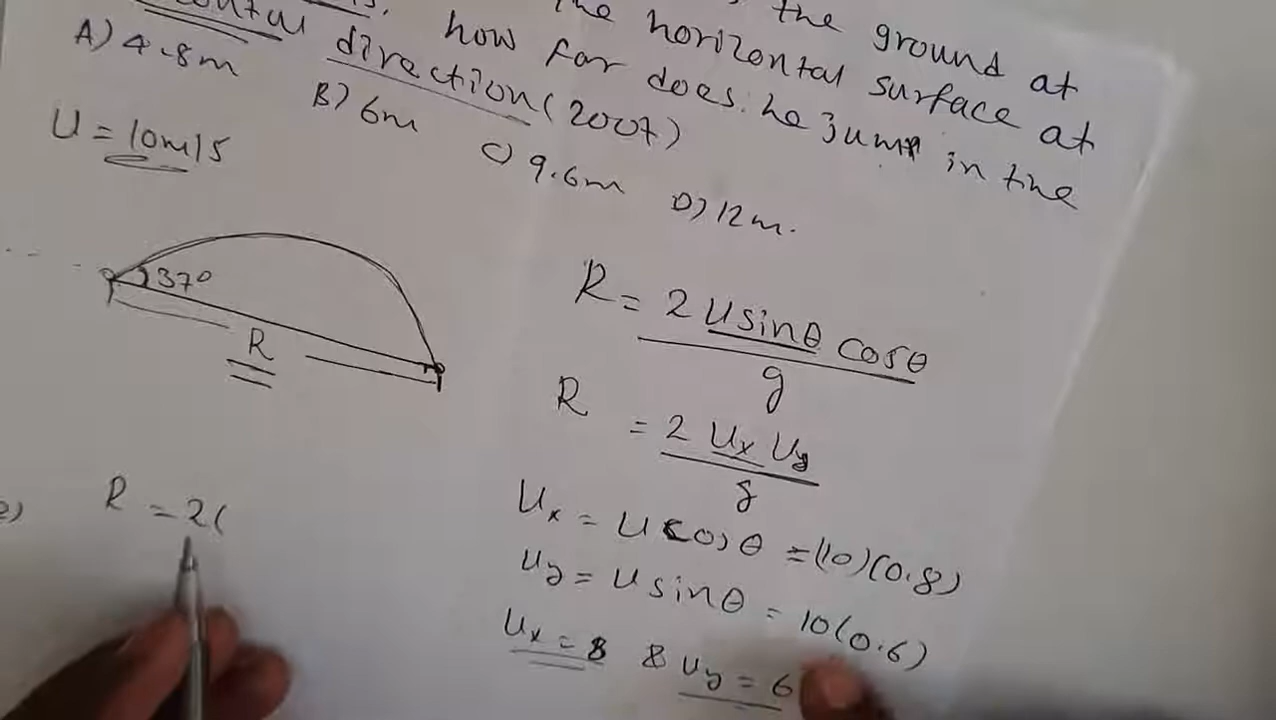 the ground at
the horizontal surface at
how far does he jump in the
direction (2007)
A) 4.8m
B) 6m
C) 9.6m D) 12m.
U = 10m/s
37°
R
R = 2 U sinθ cosθ
g
R = 2 Ux Uy
g
Ux = U cosθ = (10)(0.8)
Uy = U sinθ = 10(0.6)
Ux = 8 & Uy = 6
R = 2(